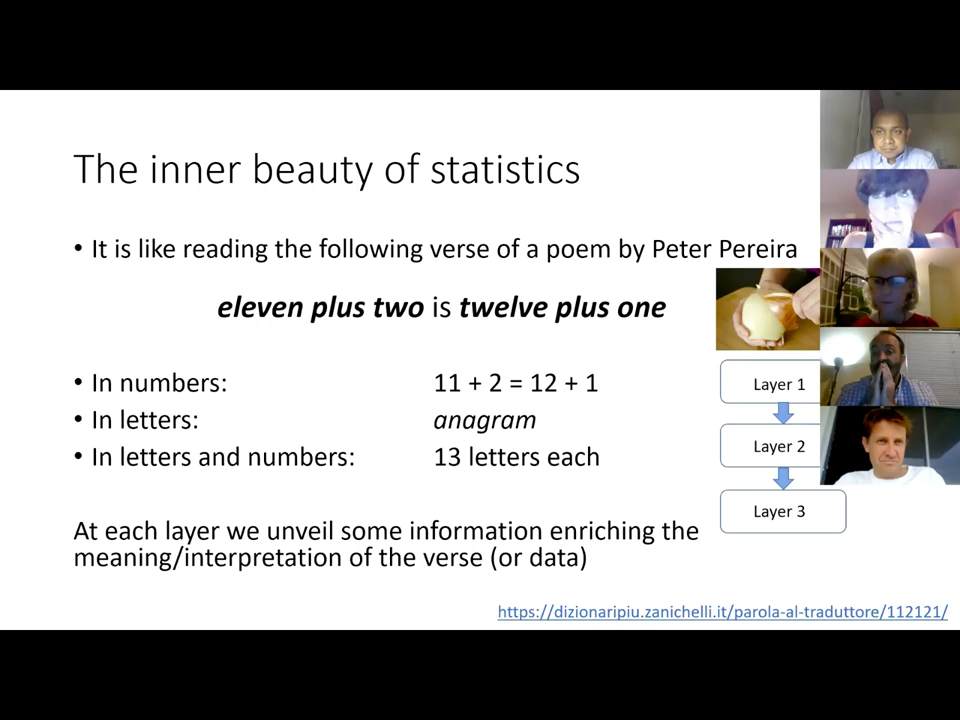 The inner beauty of statistics
• It is like reading the following verse of a poem by Peter Pereira
eleven plus two is twelve plus one
• In numbers: 11 + 2 = 12 + 1
• In letters: anagram
• In letters and numbers: 13 letters each
Layer 1
Layer 2
Layer 3
At each layer we unveil some information enriching the
meaning/interpretation of the verse (or data)
https://dizionaripiu.zanichelli.it/parola-al-traduttore/112121/